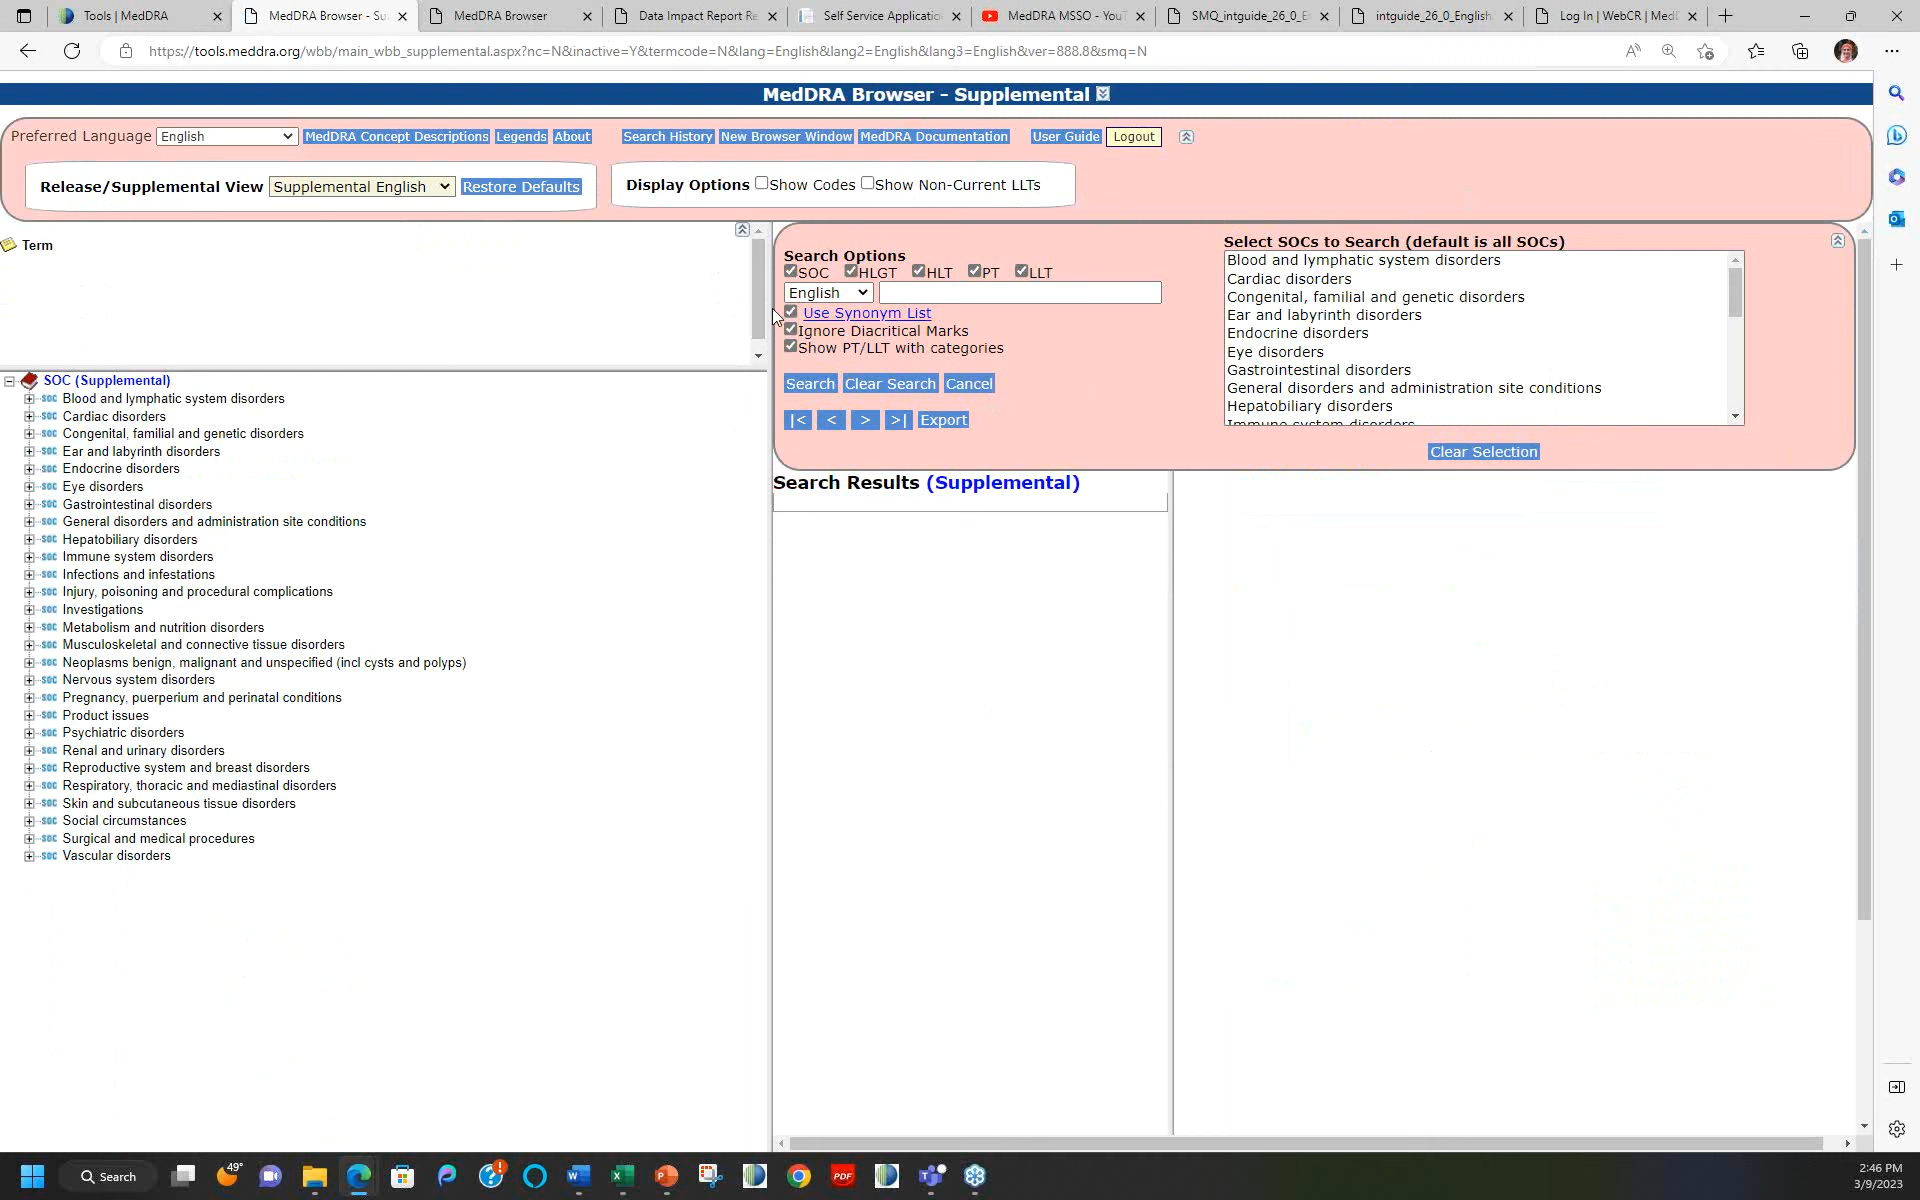 Tools | MedDRA
MedDRA Browser - Su
MedDRA Browser
Data Impact Report Re
Self Service Applicatio
MedDRA MSSO - YouT
SMQ_intguide_26_0_E
intguide_26_0_English
Log In | WebCR | Med
https://tools.meddra.org/wbb/main_wbb_supplemental.aspx?nc=N&inactive=Y&termcode=N&lang=English&lang2=English&lang3=English&ver=888.8&smq=N
MedDRA Browser - Supplemental
Preferred Language English MedDRA Concept Descriptions Legends About Search History New Browser Window MedDRA Documentation User Guide Logout
Release/Supplemental View Supplemental English Restore Defaults
Display Options Show Codes Show Non-Current LLTs
Term
SOC (Supplemental)
SOC Blood and lymphatic system disorders
SOC Cardiac disorders
SOC Congenital, familial and genetic disorders
SOC Ear and labyrinth disorders
SOC Endocrine disorders
SOC Eye disorders
SOC Gastrointestinal disorders
SOC General disorders and administration site conditions
SOC Hepatobiliary disorders
SOC Immune system disorders
SOC Infections and infestations
SOC Injury, poisoning and procedural complications
SOC Investigations
SOC Metabolism and nutrition disorders
SOC Musculoskeletal and connective tissue disorders
SOC Neoplasms benign, malignant and unspecified (incl cysts and polyps)
SOC Nervous system disorders
SOC Pregnancy, puerperium and perinatal conditions
SOC Product issues
SOC Psychiatric disorders
SOC Renal and urinary disorders
SOC Reproductive system and breast disorders
SOC Respiratory, thoracic and mediastinal disorders
SOC Skin and subcutaneous tissue disorders
SOC Social circumstances
SOC Surgical and medical procedures
SOC Vascular disorders
Search Options
SOC HLGT HLT PT LLT
English
Use Synonym List
Ignore Diacritical Marks
Show PT/LLT with categories
Search Clear Search Cancel
|< < > >| Export
Select SOCs to Search (default is all SOCs)
Blood and lymphatic system disorders
Cardiac disorders
Congenital, familial and genetic disorders
Ear and labyrinth disorders
Endocrine disorders
Eye disorders
Gastrointestinal disorders
General disorders and administration site conditions
Hepatobiliary disorders
Immune system disorders
Clear Selection
Search Results (Supplemental)
Search
49°
PDF
2:46 PM
3/9/2023